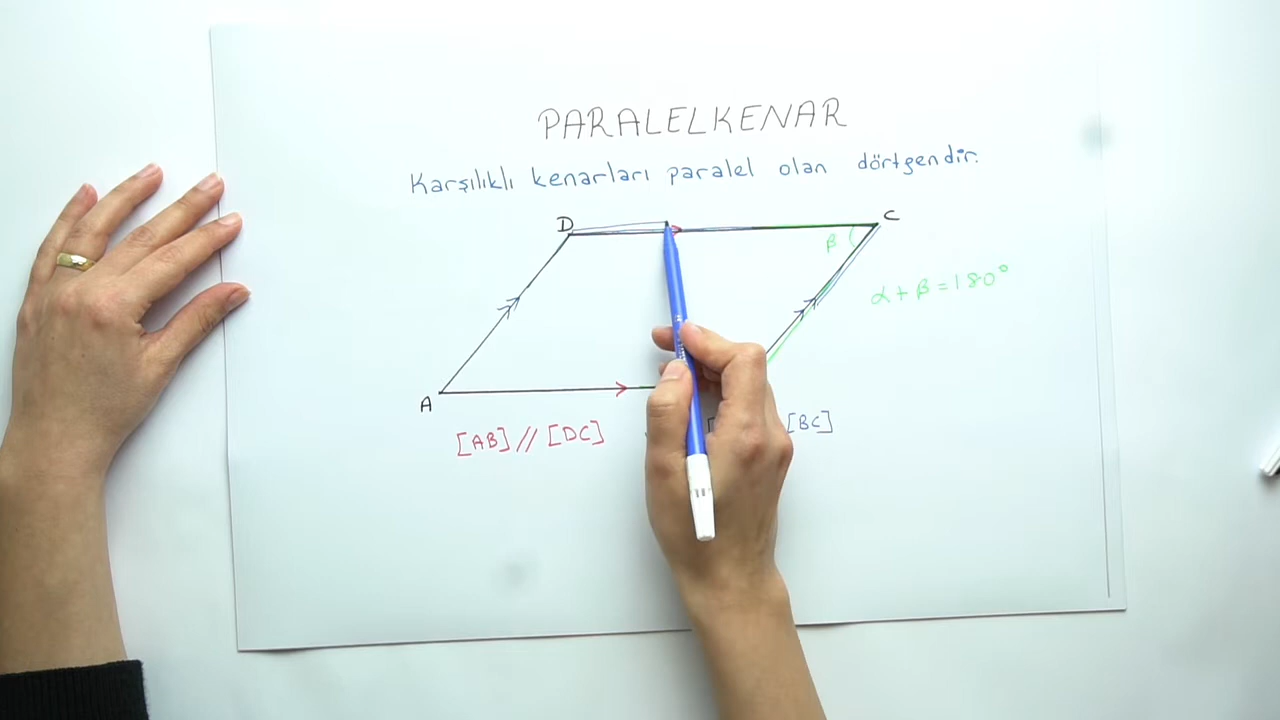 PARALELKENAR
Karşılıklı kenarları paralel olan dörtgendir.
D C
β
α+β=180°
A
[AB] // [DC] [BC]